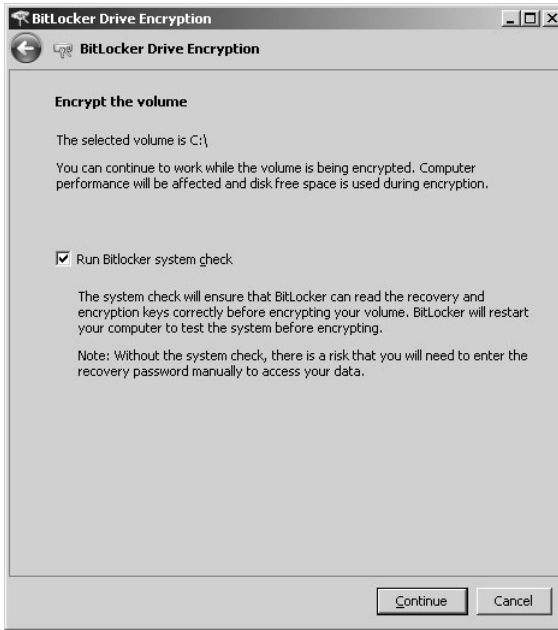 BitLocker Drive Encryption
BitLocker Drive Encryption
Encrypt the volume
The selected volume is C:\
You can continue to work while the volume is being encrypted. Computer
performance will be affected and disk free space is used during encryption.
Run Bitlocker system check
The system check will ensure that BitLocker can read the recovery and
encryption keys correctly before encrypting your volume. BitLocker will restart
your computer to test the system before encrypting.
Note: Without the system check, there is a risk that you will need to enter the
recovery password manually to access your data.
Continue Cancel